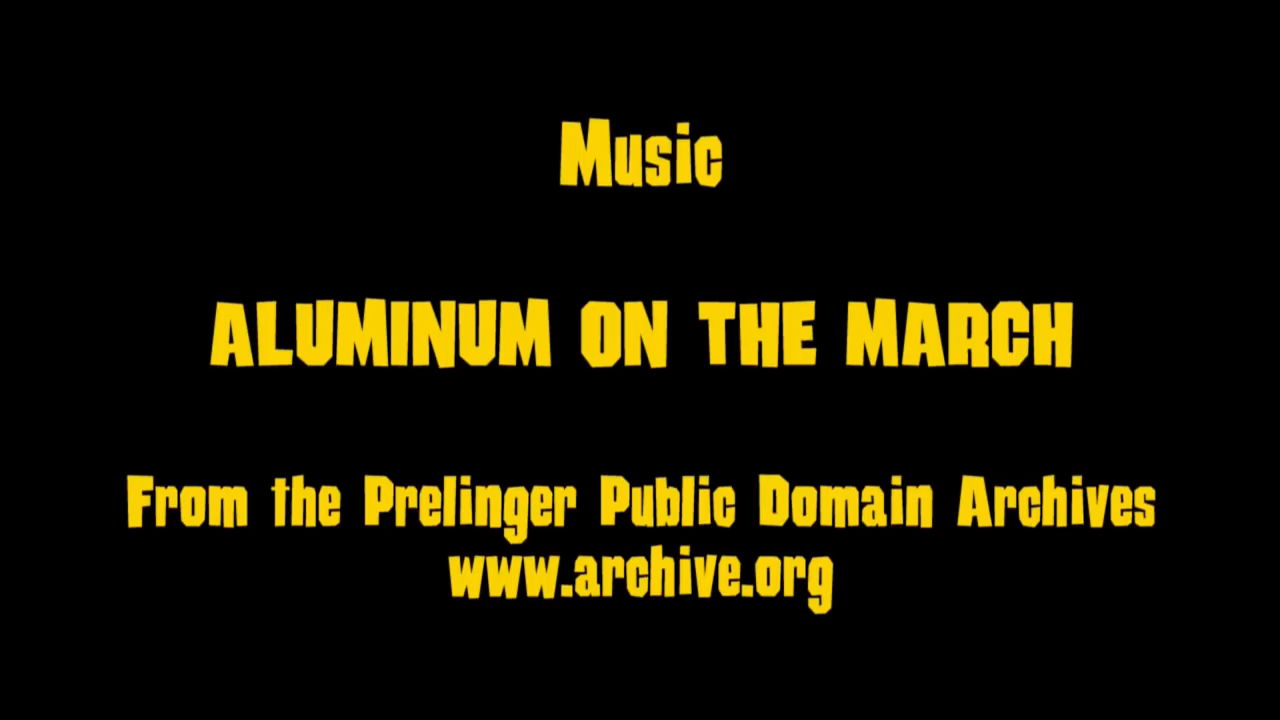 Music
ALUMINUM ON THE MARCH
From the Prelinger Public Domain Archives
www.archive.org